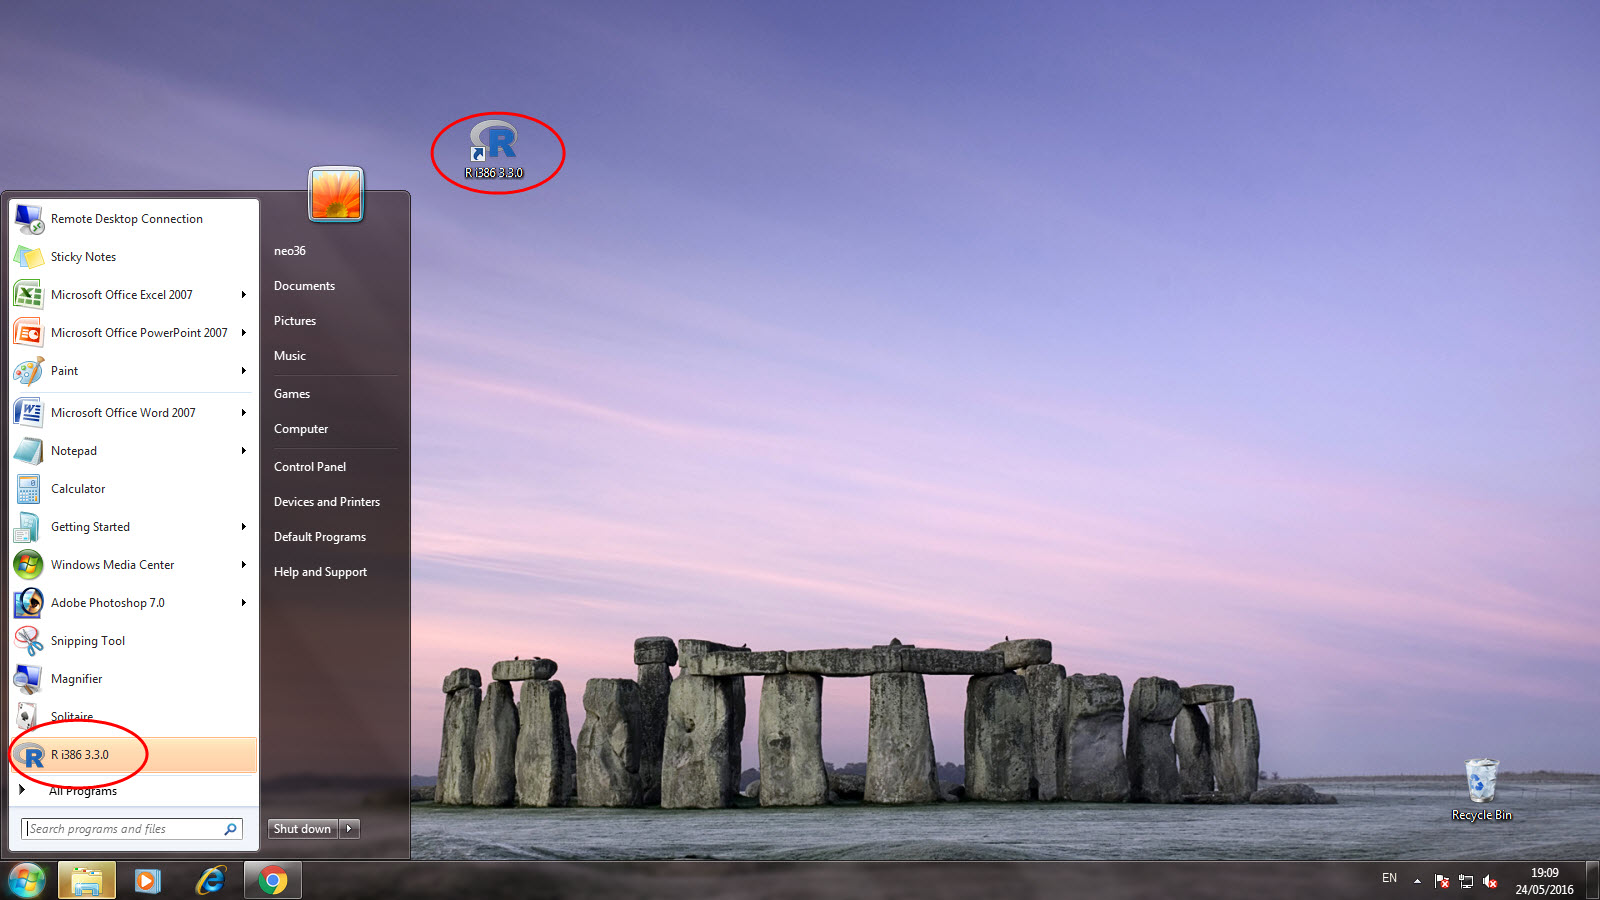 R i386 3.3.0
Remote Desktop Connection
Sticky Notes
Microsoft Office Excel 2007
Microsoft Office PowerPoint 2007
Paint
Microsoft Office Word 2007
Notepad
Calculator
Getting Started
Windows Media Center
Adobe Photoshop 7.0
Snipping Tool
Magnifier
Solitaire
R i386 3.3.0
All Programs
Search programs and files
neo36
Documents
Pictures
Music
Games
Computer
Control Panel
Devices and Printers
Default Programs
Help and Support
Shut down
Recycle Bin
EN
19:09
24/05/2016